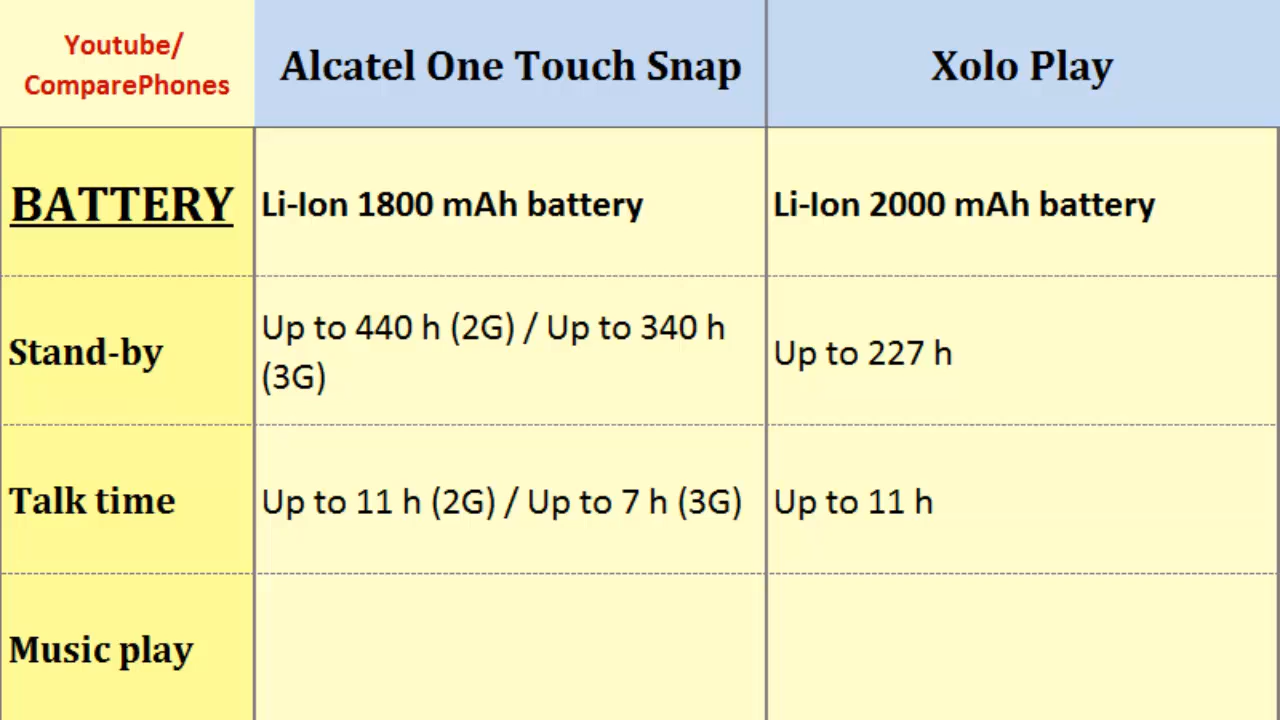 Youtube/
ComparePhones
Alcatel One Touch Snap
Xolo Play
BATTERY
Li-Ion 1800 mAh battery
Li-Ion 2000 mAh battery
Stand-by
Up to 440 h (2G) / Up to 340 h
(3G)
Up to 227 h
Talk time
Up to 11 h (2G) / Up to 7 h (3G)
Up to 11 h
Music play